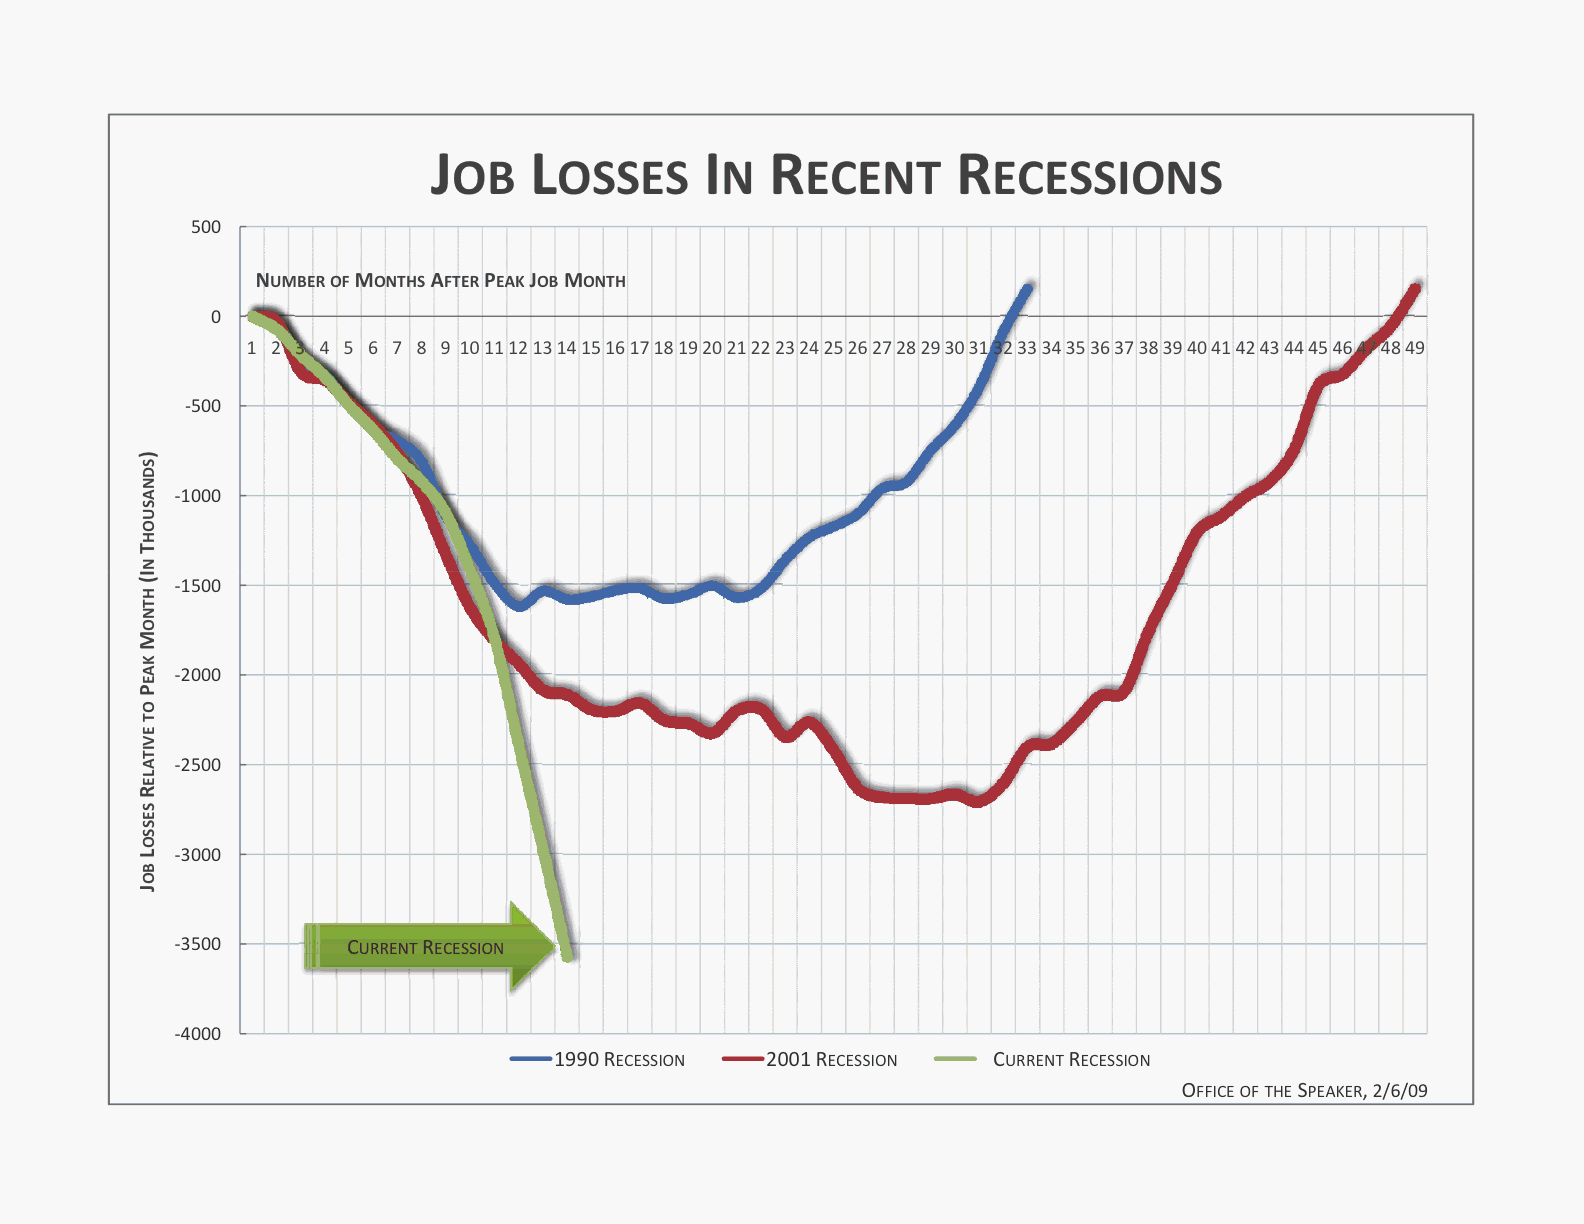 Job Losses In Recent Recessions
500
Number of Months After Peak Job Month
0
1 2 3 4 5 6 7 8 9 10 11 12 13 14 15 16 17 18 19 20 21 22 23 24 25 26 27 28 29 30 31 32 33 34 35 36 37 38 39 40 41 42 43 44 45 46 47 48 49
-500
-1000
-1500
-2000
-2500
-3000
-3500
-4000
Job Losses Relative to Peak Month (In Thousands)
Current Recession
1990 Recession 2001 Recession Current Recession
Office of the Speaker, 2/6/09